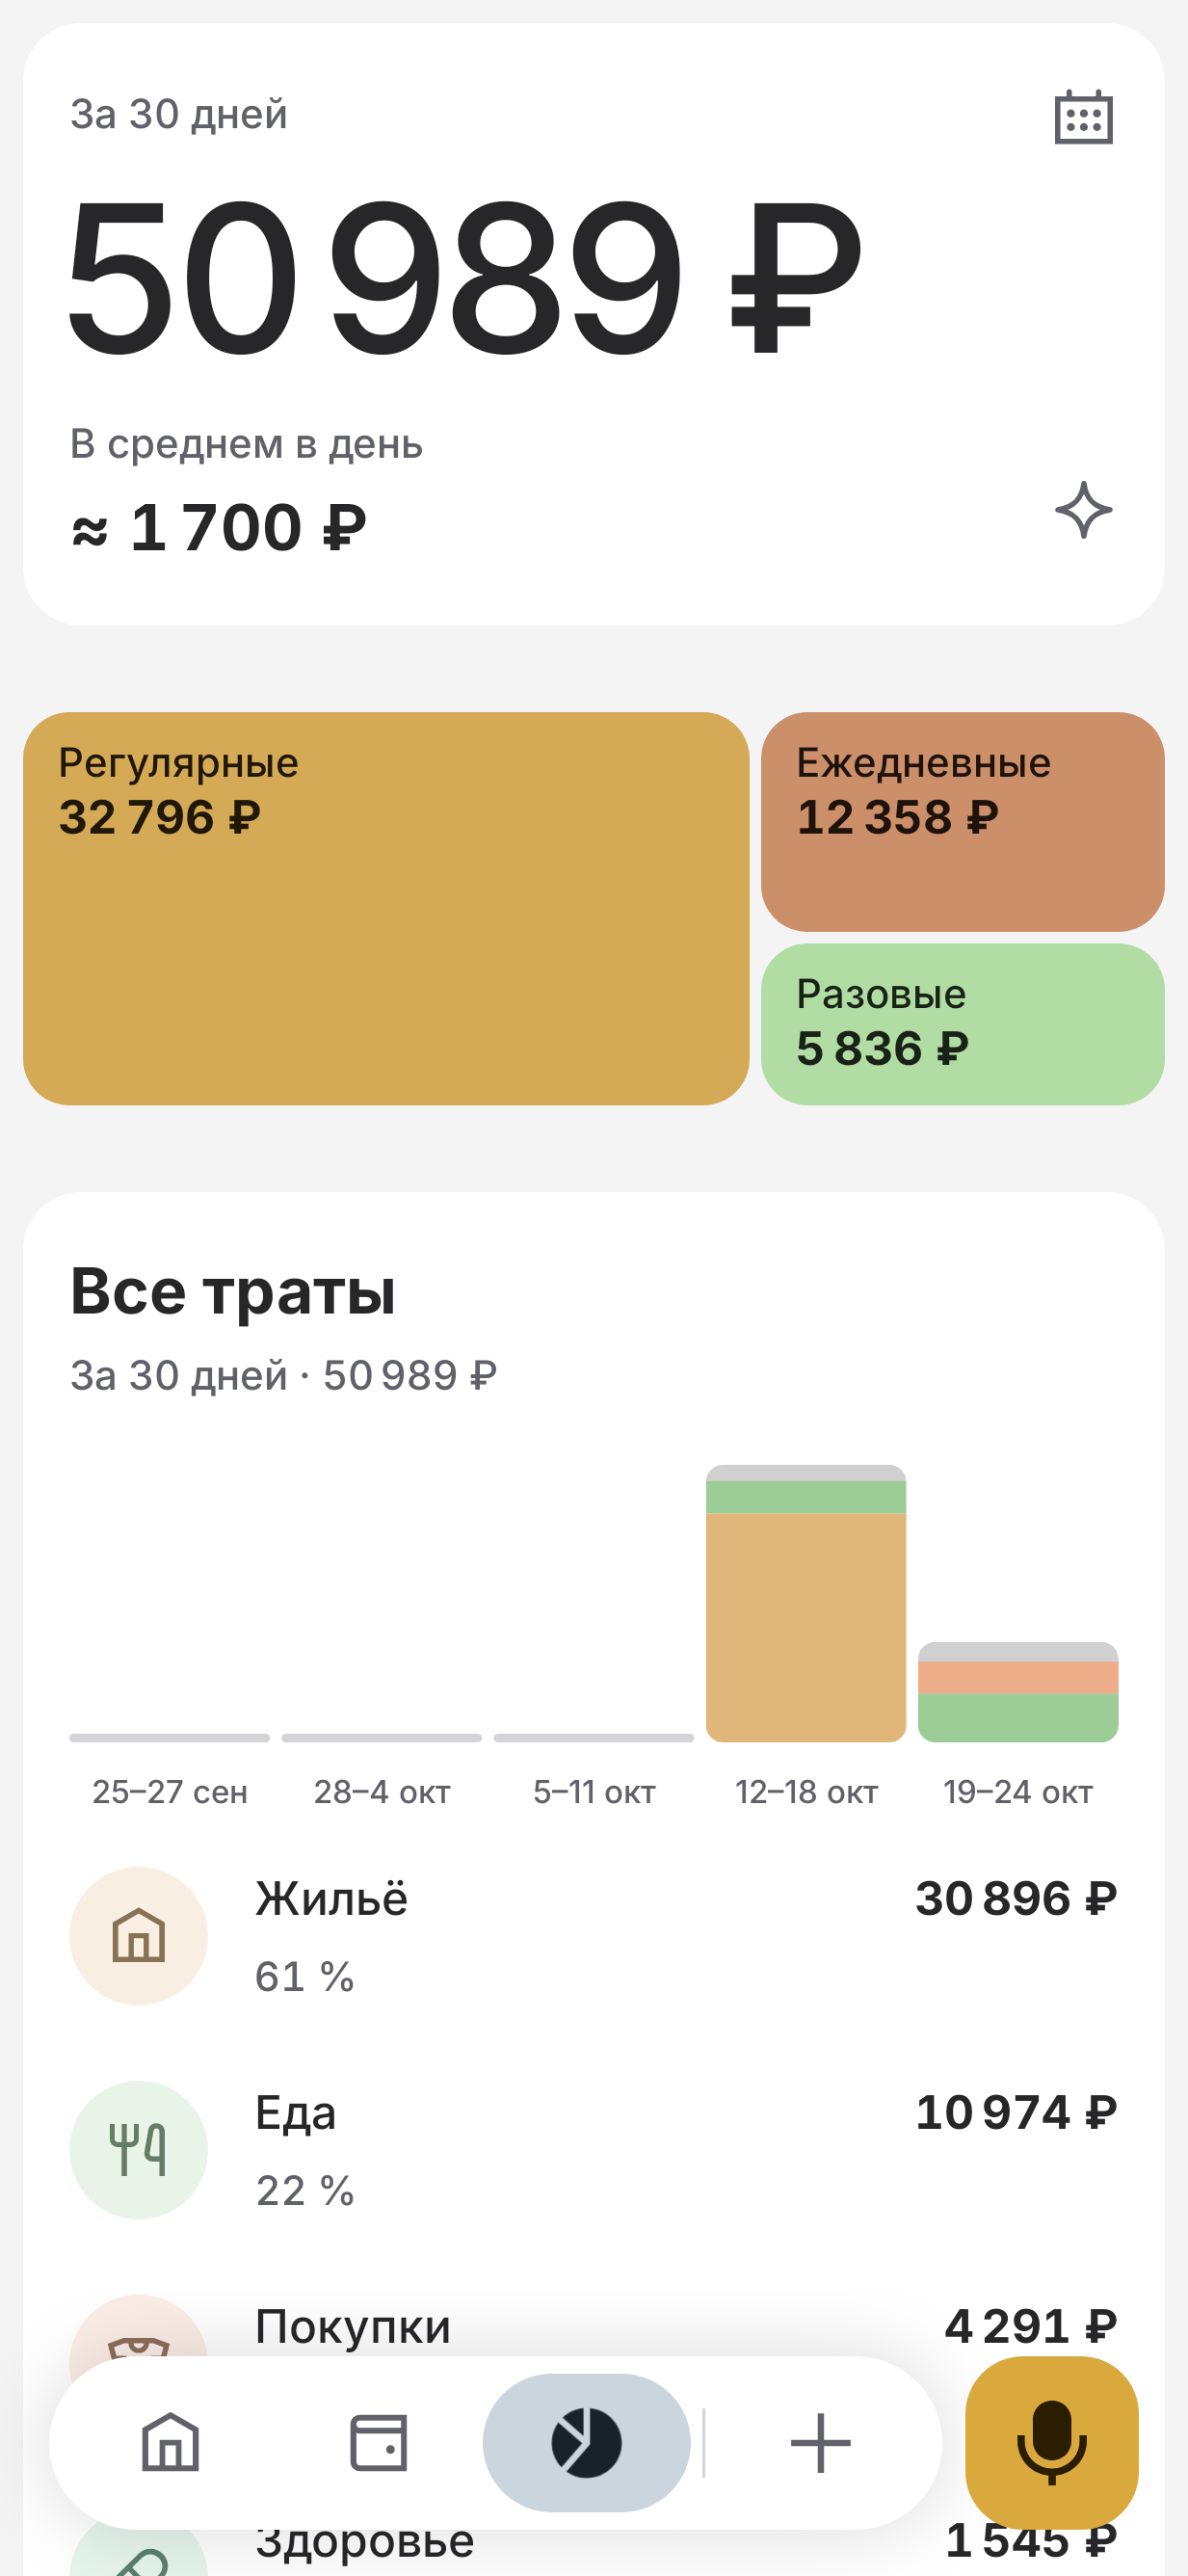 За 30 дней
50 989 ₽
В среднем в день
≈ 1 700 ₽
Регулярные
32 796 ₽
Ежедневные
12 358 ₽
Разовые
5 836 ₽
Все траты
За 30 дней · 50 989 ₽
25–27 сен
28–4 окт
5–11 окт
12–18 окт
19–24 окт
Жильё
30 896 ₽
61 %
Еда
10 974 ₽
22 %
Покупки
4 291 ₽
Здоровье
1 545 ₽